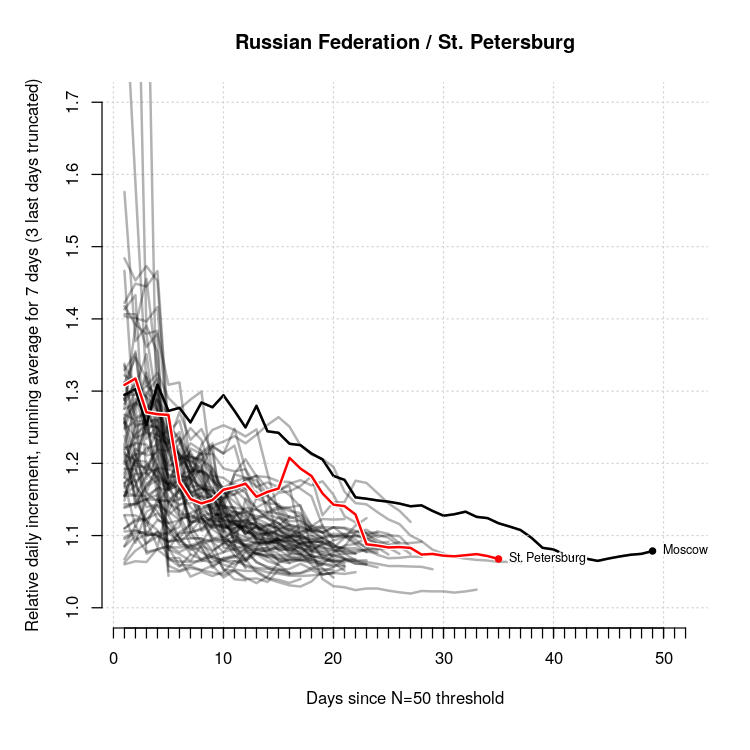 Russian Federation / St. Petersburg
Relative daily increment, running average for 7 days (3 last days truncated)
1.7
1.6
1.5
1.4
1.3
1.2
1.1
1.0
St. Petersburg
Moscow
0 10 20 30 40 50
Days since N=50 threshold